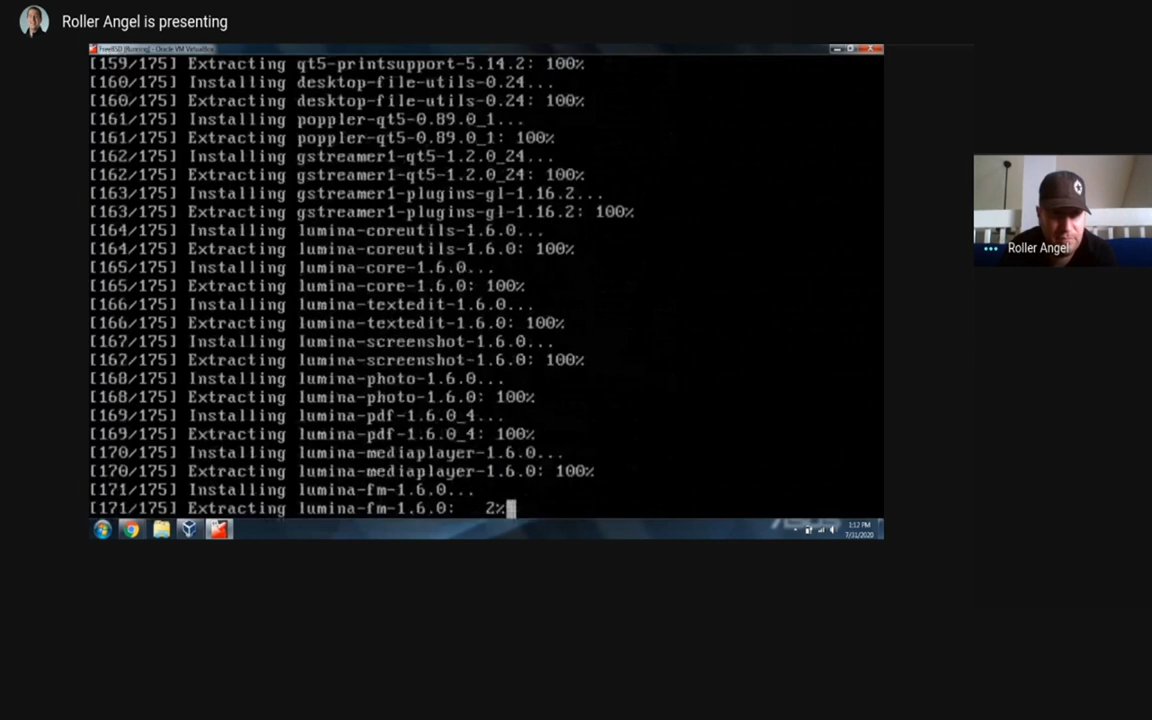 Roller Angel is presenting
FreeBSD [Running] - Oracle VM VirtualBox
[159/175] Extracting qt5-printsupport-5.14.2: 100%
[160/175] Installing desktop-file-utils-0.24...
[160/175] Extracting desktop-file-utils-0.24: 100%
[161/175] Installing poppler-qt5-0.89.0_1...
[161/175] Extracting poppler-qt5-0.89.0_1: 100%
[162/175] Installing gstreamer1-qt5-1.2.0_24...
[162/175] Extracting gstreamer1-qt5-1.2.0_24: 100%
[163/175] Installing gstreamer1-plugins-gl-1.16.2...
[163/175] Extracting gstreamer1-plugins-gl-1.16.2: 100%
[164/175] Installing lumina-coreutils-1.6.0...
[164/175] Extracting lumina-coreutils-1.6.0: 100%
[165/175] Installing lumina-core-1.6.0...
[165/175] Extracting lumina-core-1.6.0: 100%
[166/175] Installing lumina-textedit-1.6.0...
[166/175] Extracting lumina-textedit-1.6.0: 100%
[167/175] Installing lumina-screenshot-1.6.0...
[167/175] Extracting lumina-screenshot-1.6.0: 100%
[168/175] Installing lumina-photo-1.6.0...
[168/175] Extracting lumina-photo-1.6.0: 100%
[169/175] Installing lumina-pdf-1.6.0_4...
[169/175] Extracting lumina-pdf-1.6.0_4: 100%
[170/175] Installing lumina-mediaplayer-1.6.0...
[170/175] Extracting lumina-mediaplayer-1.6.0: 100%
[171/175] Installing lumina-fm-1.6.0...
[171/175] Extracting lumina-fm-1.6.0:   2%
1:12 PM
7/31/2020
Roller Angel